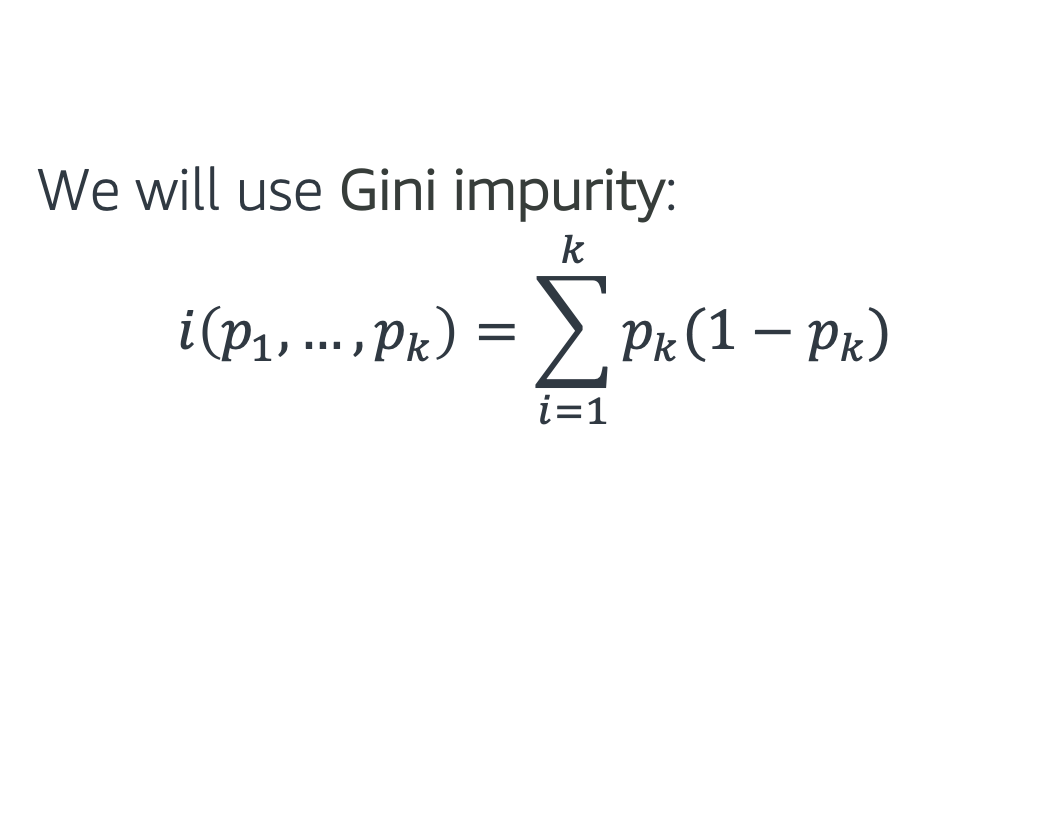 We will use Gini impurity:
i(p₁, … , pₖ) = ∑ᵢ₌₁ᵏ pₖ(1 − pₖ)